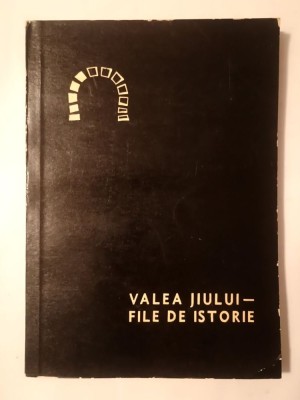 VALEA JIULUI —
FILE DE ISTORIE